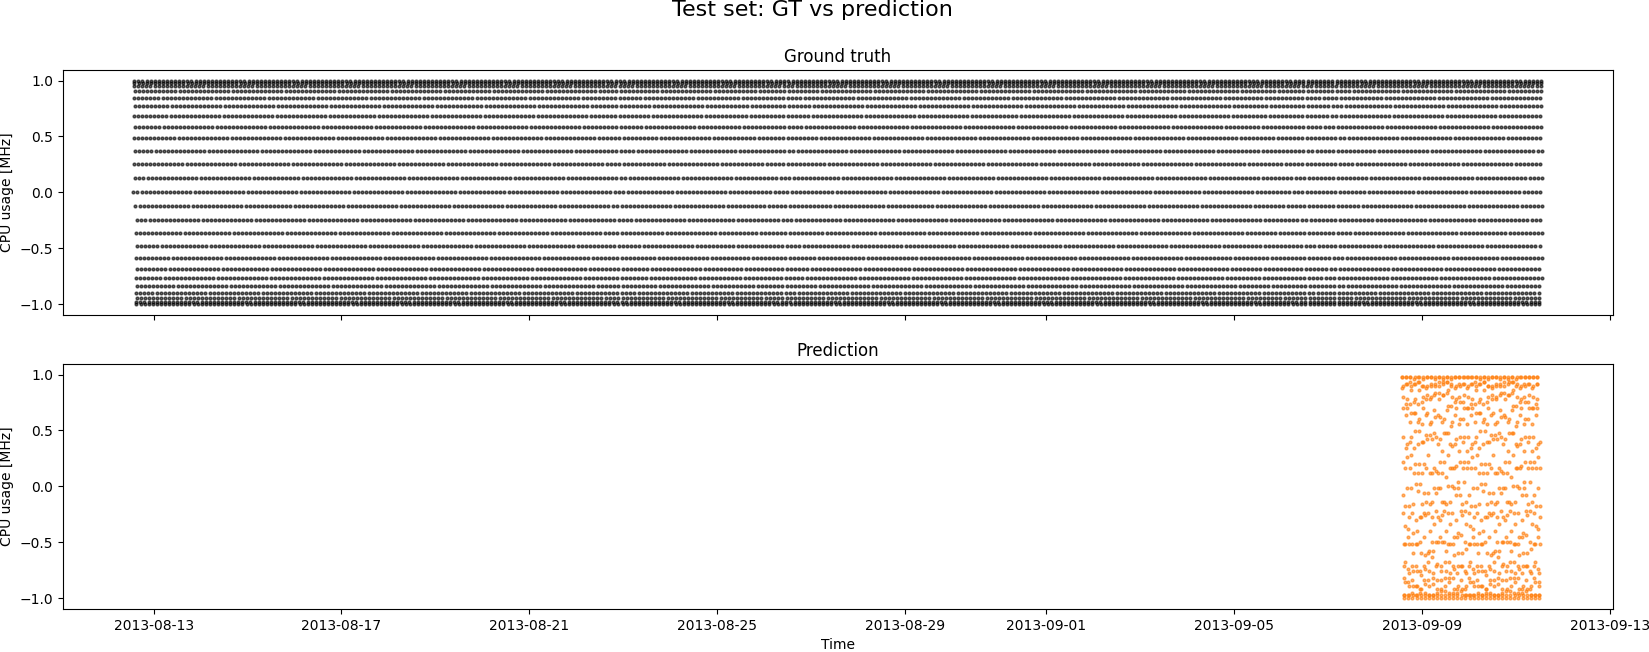 Test set: GT vs prediction
Ground truth
CPU usage [MHz]
1.0
0.5
0.0
−0.5
−1.0
Prediction
CPU usage [MHz]
1.0
0.5
0.0
−0.5
−1.0
2013-08-13 2013-08-17 2013-08-21 2013-08-25 2013-08-29 2013-09-01 2013-09-05 2013-09-09 2013-09-13
Time